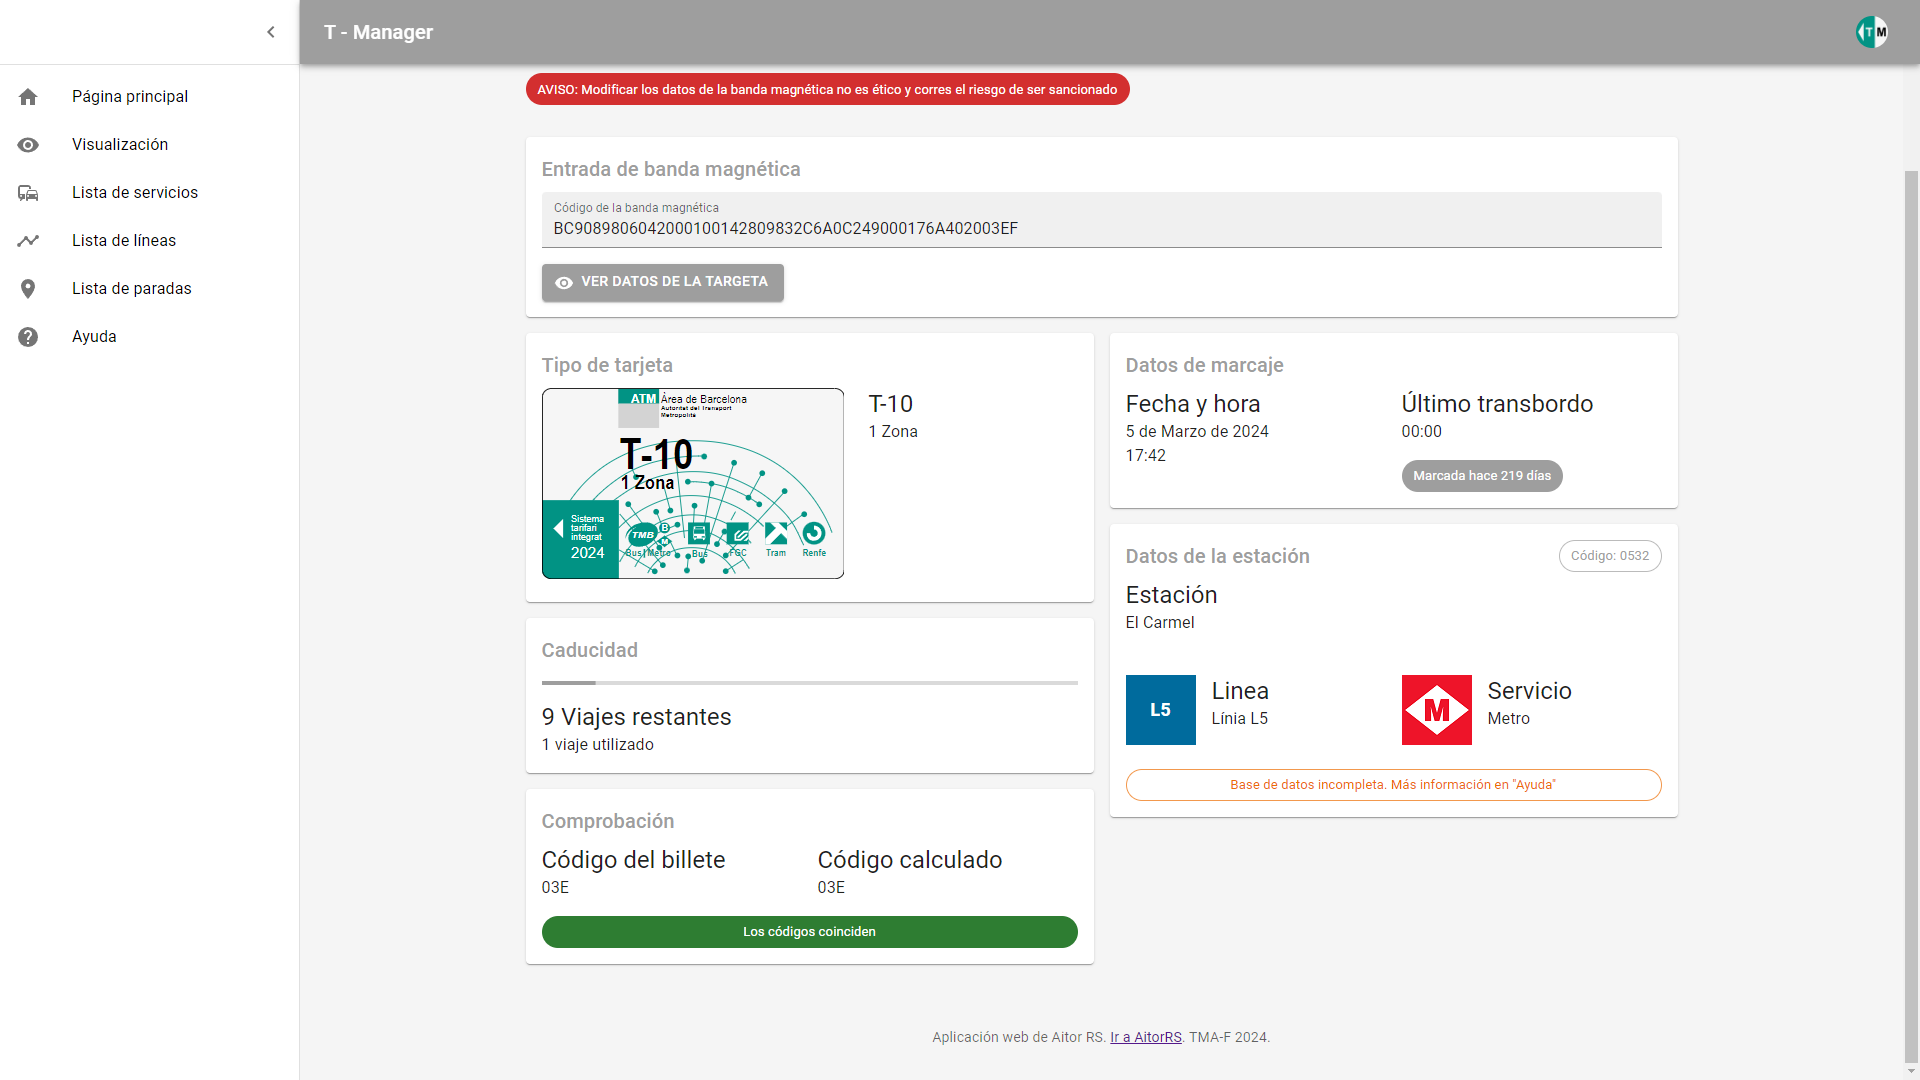 T - Manager
TM
Página principal
Visualización
Lista de servicios
Lista de líneas
Lista de paradas
Ayuda
AVISO: Modificar los datos de la banda magnética no es ético y corres el riesgo de ser sancionado
Entrada de banda magnética
Código de la banda magnética
BC9089806042000100142809832C6A0C249000176A402003EF
VER DATOS DE LA TARGETA
Tipo de tarjeta
ATM Àrea de Barcelona
Autoritat del Transport
Metropolità
T-10
1 Zona
Sistema
tarifari
integrat
2024
TMB
B
M
Bus|Metro
Bus
FGC
Tram
Renfe
T-10
1 Zona
Caducidad
9 Viajes restantes
1 viaje utilizado
Comprobación
Código del billete
03E
Código calculado
03E
Los códigos coinciden
Datos de marcaje
Fecha y hora
5 de Marzo de 2024
17:42
Último transbordo
00:00
Marcada hace 219 días
Datos de la estación
Código: 0532
Estación
El Carmel
L5
Linea
Línia L5
M
Servicio
Metro
Base de datos incompleta. Más información en "Ayuda"
Aplicación web de Aitor RS. Ir a AitorRS. TMA-F 2024.